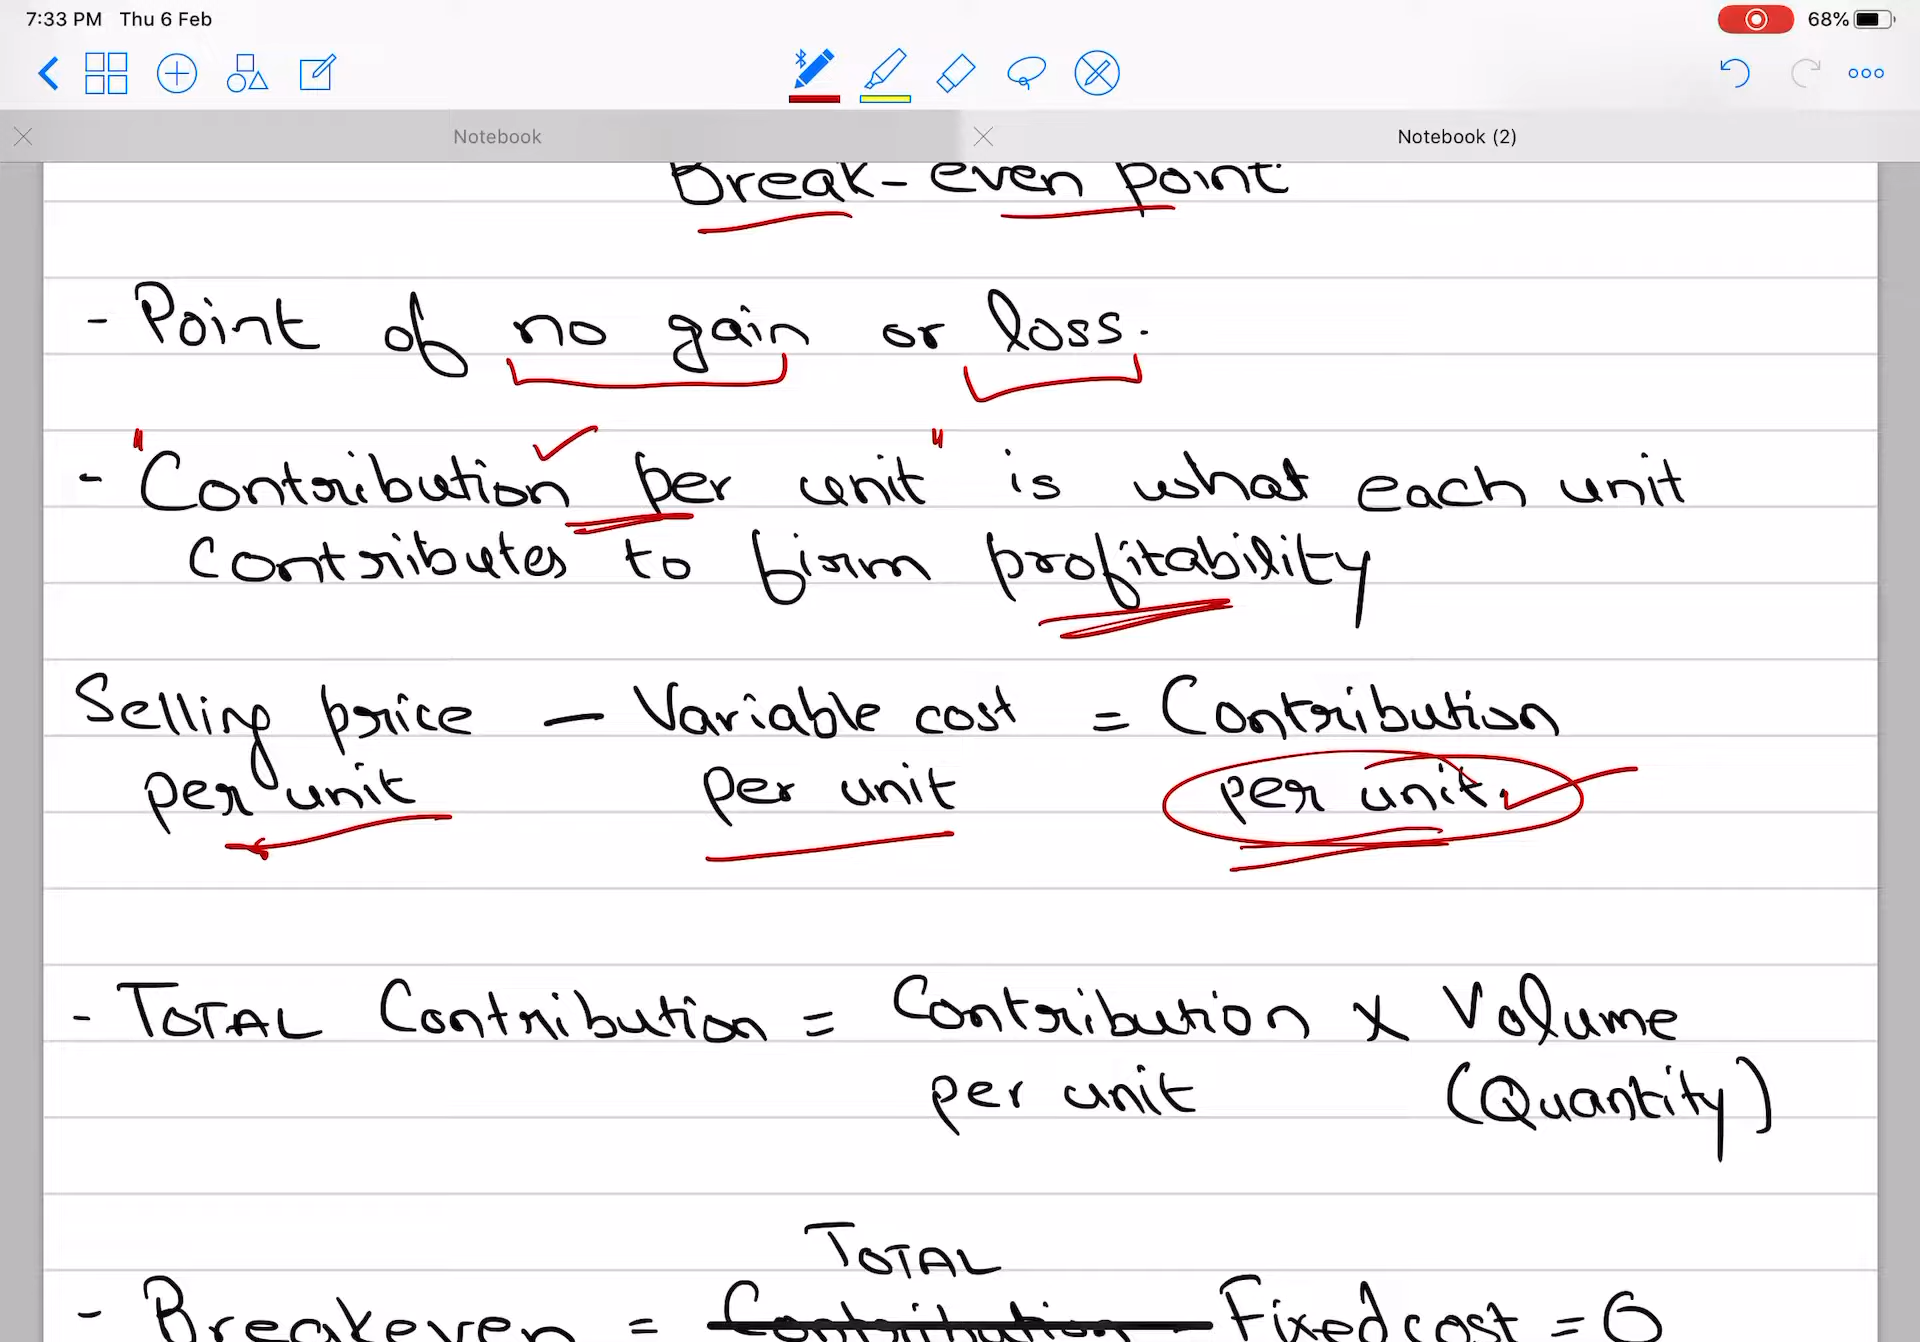 7:33 PM Thu 6 Feb
68%
Notebook
Notebook (2)
Break-even point
- Point of no gain or loss.
- "Contribution per unit" is what each unit
contributes to firm profitability
Selling price — Variable cost = Contribution
per unit per unit per unit.
- TOTAL Contribution = Contribution x Volume
per unit (Quantity)
TOTAL
- Breakeven = Contribution - Fixed cost = 0